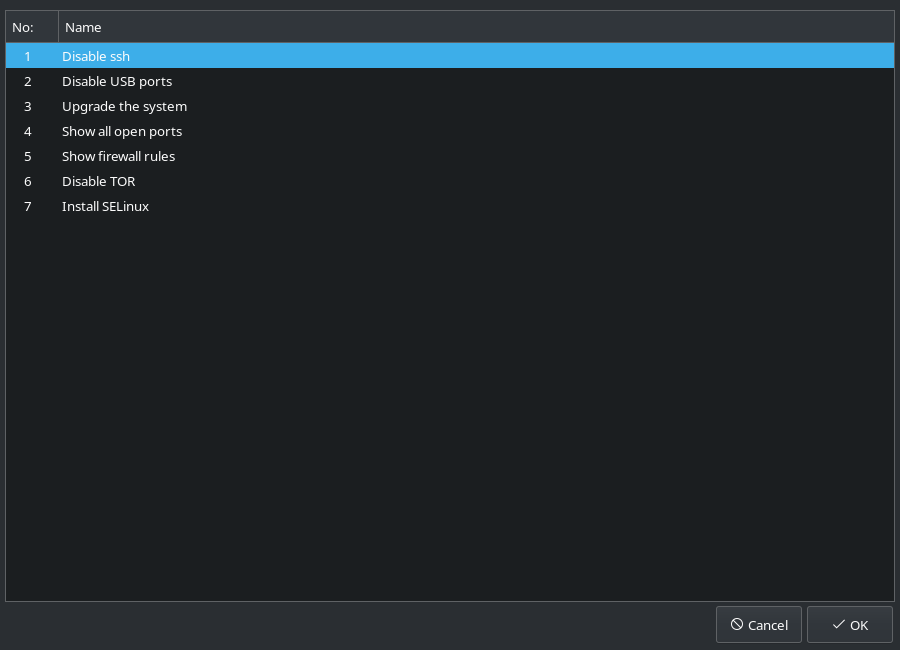 No: Name
1 Disable ssh
2 Disable USB ports
3 Upgrade the system
4 Show all open ports
5 Show firewall rules
6 Disable TOR
7 Install SELinux
Cancel OK